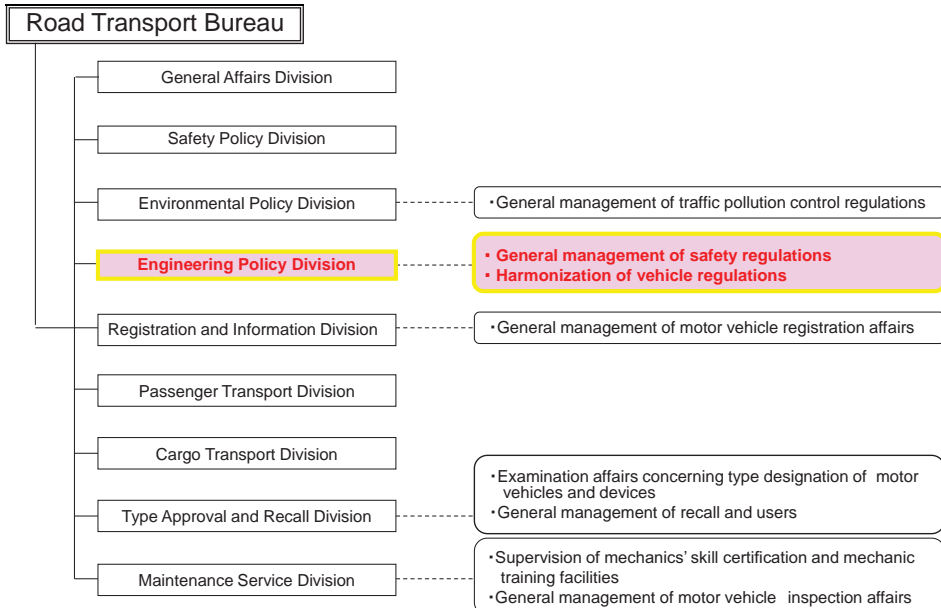 Road Transport Bureau
General Affairs Division
Safety Policy Division
Environmental Policy Division
・General management of traffic pollution control regulations
Engineering Policy Division
・General management of safety regulations
・Harmonization of vehicle regulations
Registration and Information Division
・General management of motor vehicle registration affairs
Passenger Transport Division
Cargo Transport Division
Type Approval and Recall Division
・Examination affairs concerning type designation of motor
vehicles and devices
・General management of recall and users
Maintenance Service Division
・Supervision of mechanics’ skill certification and mechanic
training facilities
・General management of motor vehicle inspection affairs